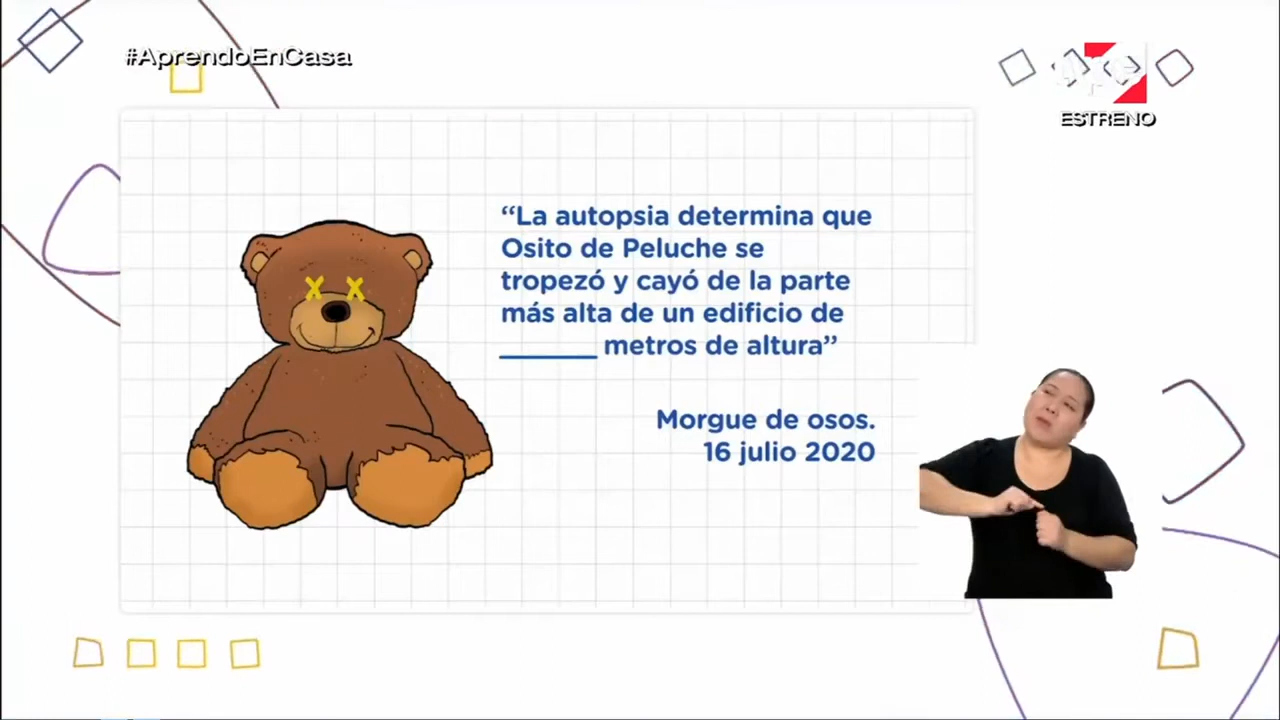 #AprendoEnCasa
ESTRENO
“La autopsia determina que
Osito de Peluche se
tropezó y cayó de la parte
más alta de un edificio de
_______ metros de altura”
Morgue de osos.
16 julio 2020